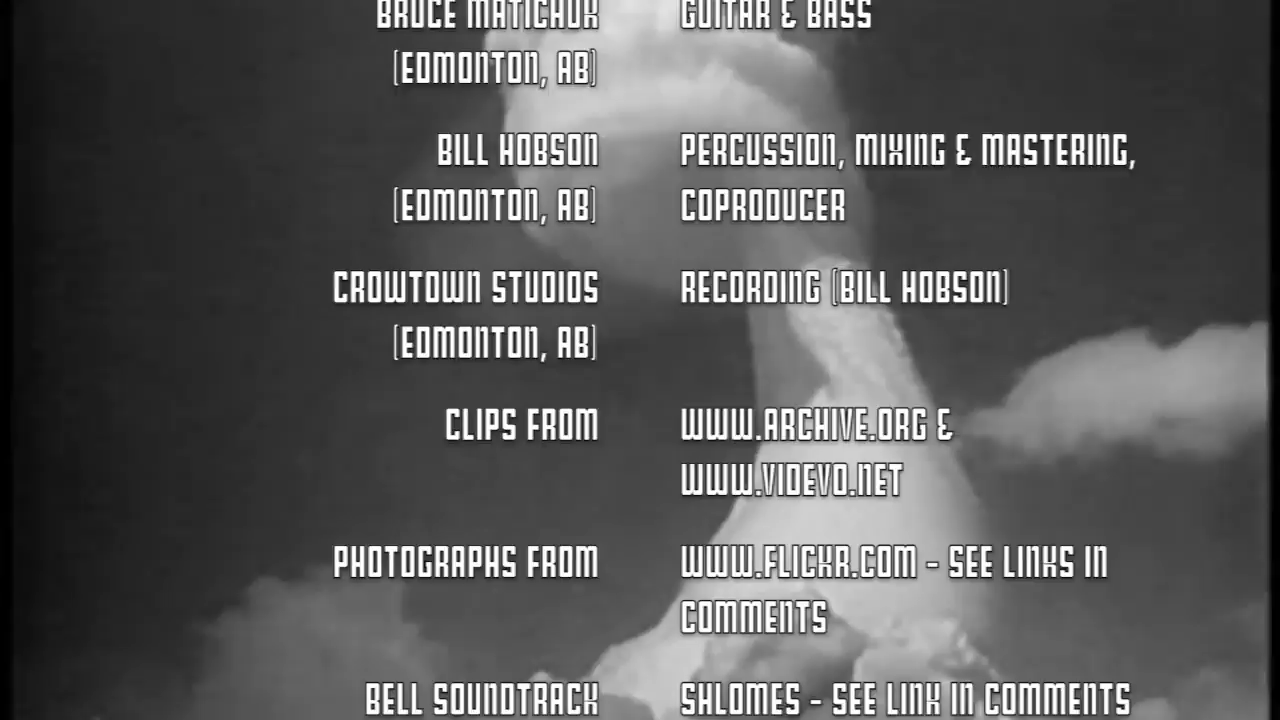 BRUCE MATICHUK GUITAR & BASS
(EDMONTON, AB)
BILL HOBSON PERCUSSION, MIXING & MASTERING,
(EDMONTON, AB) COPRODUCER
CROWTOWN STUDIOS RECORDING (BILL HOBSON)
(EDMONTON, AB)
CLIPS FROM WWW.ARCHIVE.ORG &
WWW.VIDEVO.NET
PHOTOGRAPHS FROM WWW.FLICKR.COM - SEE LINKS IN
COMMENTS
BELL SOUNDTRACK SHLOMES - SEE LINK IN COMMENTS